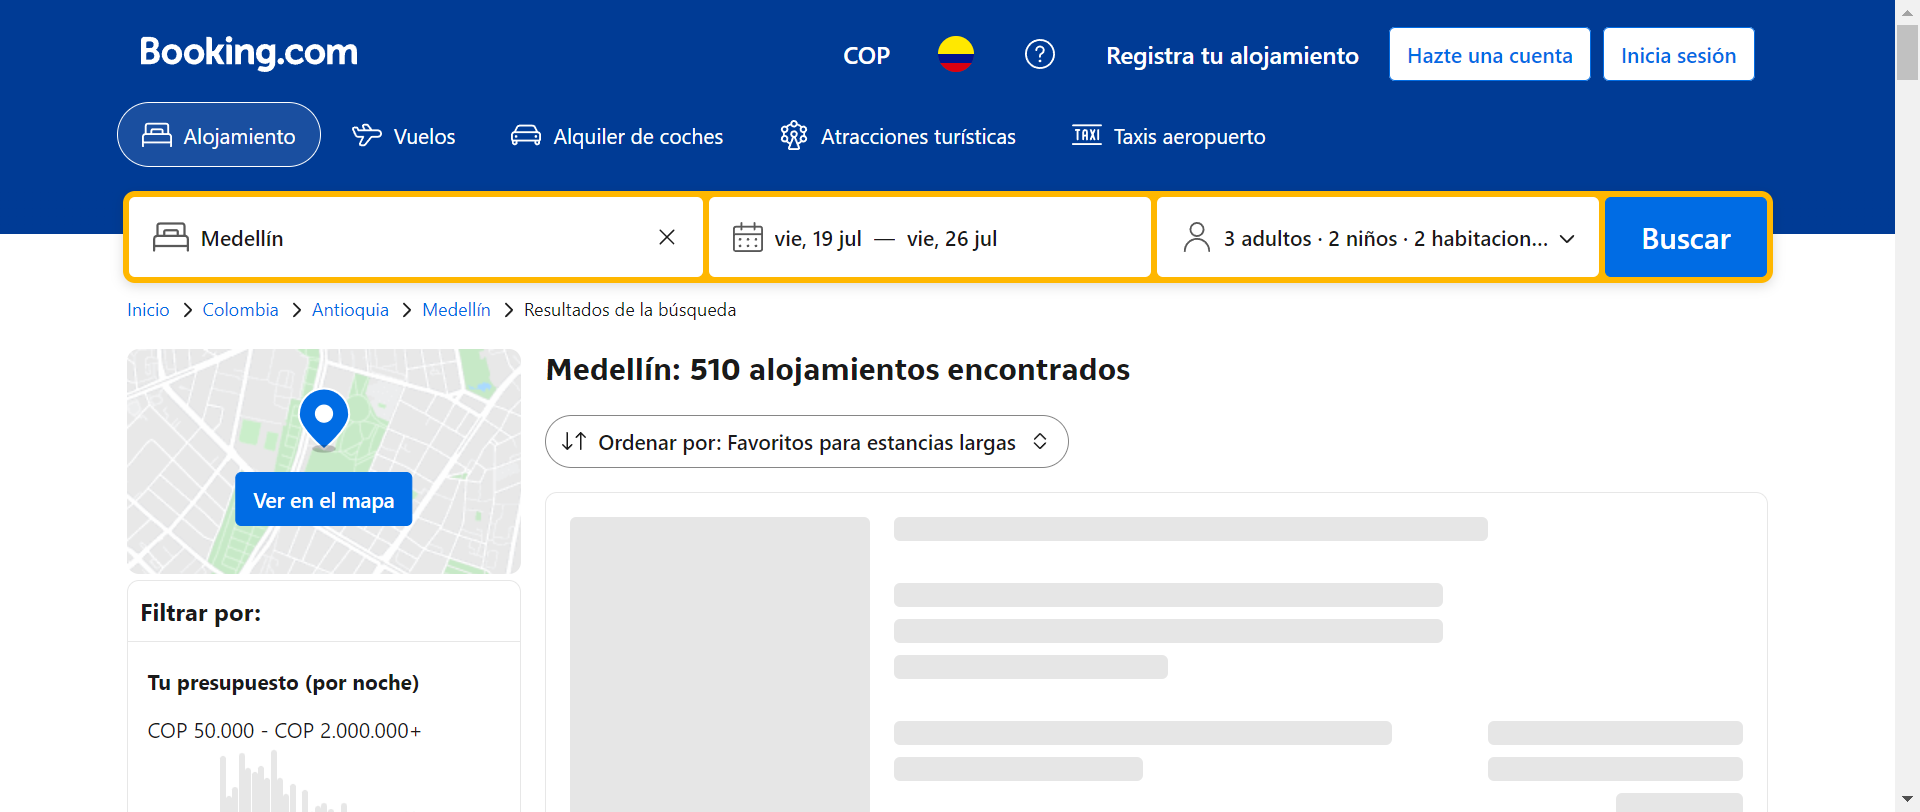 Booking.com
COP
?
Registra tu alojamiento
Hazte una cuenta
Inicia sesión
Alojamiento
Vuelos
Alquiler de coches
Atracciones turísticas
TAXI
Taxis aeropuerto
Medellín
vie, 19 jul — vie, 26 jul
3 adultos · 2 niños · 2 habitacion...
Buscar
Inicio
Colombia
Antioquia
Medellín
Resultados de la búsqueda
Ver en el mapa
Medellín: 510 alojamientos encontrados
Ordenar por: Favoritos para estancias largas
Filtrar por:
Tu presupuesto (por noche)
COP 50.000 - COP 2.000.000+